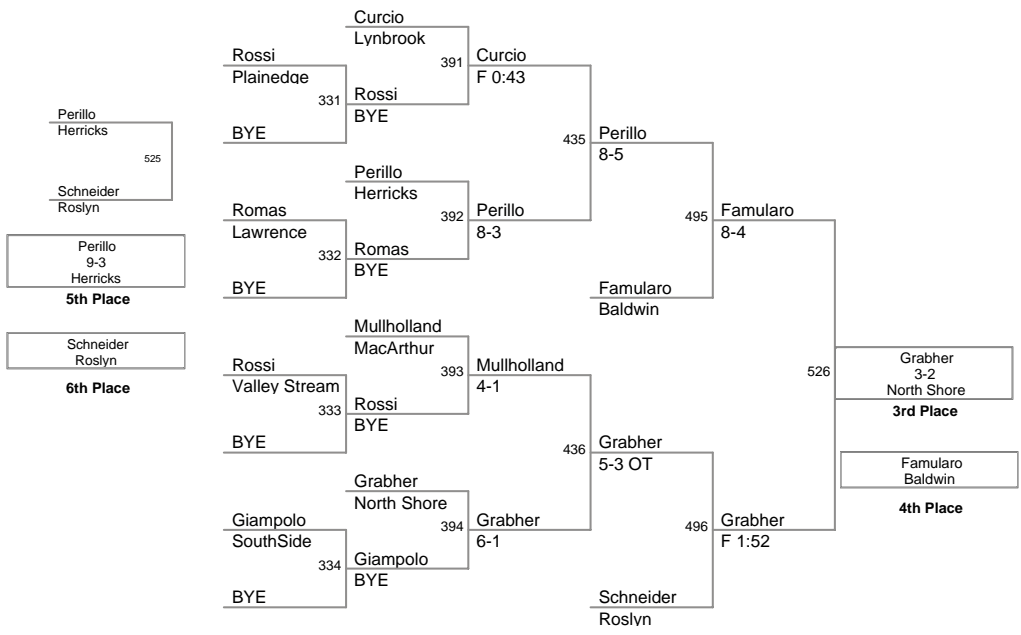 Curcio
Lynbrook
Rossi
Plainedge
391
Curcio
F 0:43
331
Rossi
BYE
BYE
Perillo
Herricks
525
Schneider
Roslyn
435
Perillo
8-5
Perillo
Herricks
Romas
Lawrence
392
Perillo
8-3
332
Romas
BYE
BYE
495
Famularo
8-4
Famularo
Baldwin
Perillo
9-3
Herricks
5th Place
Schneider
Roslyn
6th Place
Mullholland
MacArthur
Rossi
Valley Stream
393
Mullholland
4-1
333
Rossi
BYE
BYE
526
Grabher
3-2
North Shore
3rd Place
436
Grabher
5-3 OT
Famularo
Baldwin
4th Place
Grabher
North Shore
Giampolo
SouthSide
394
Grabher
6-1
334
Giampolo
BYE
BYE
496
Grabher
F 1:52
Schneider
Roslyn